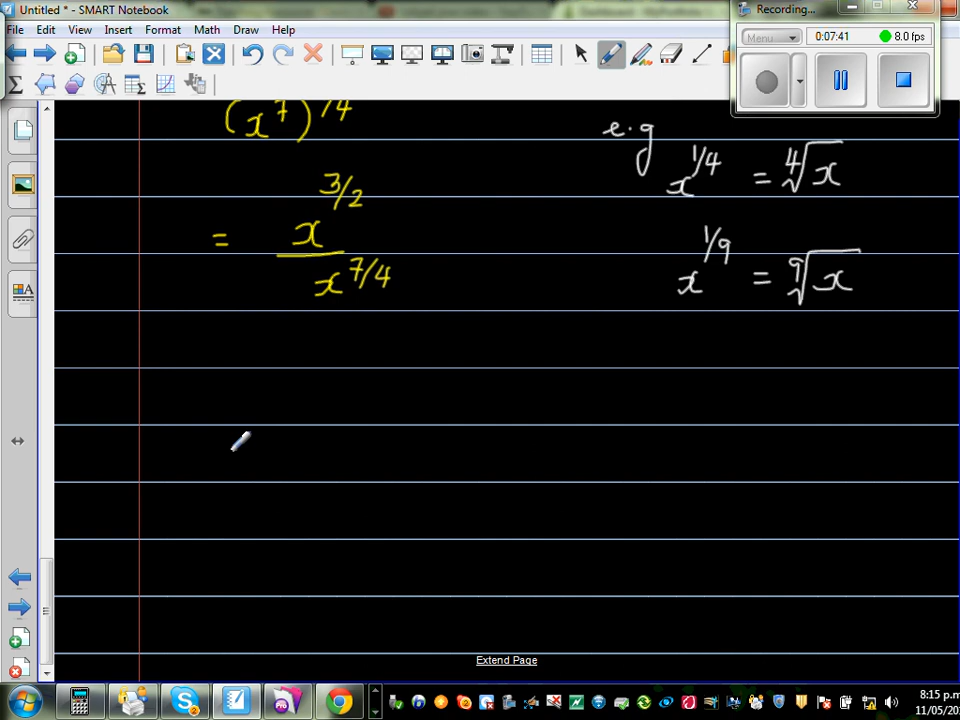 Untitled * - SMART Notebook
Recording...
File Edit View Insert Format Math Draw Help
Menu 0:07:41 8.0 fps
(x^7)^1/4
e.g
x^1/4 = ⁴√x
= x^3/2 / x^7/4
x^1/9 = ⁹√x
Extend Page
8:15 p.m
11/05/20